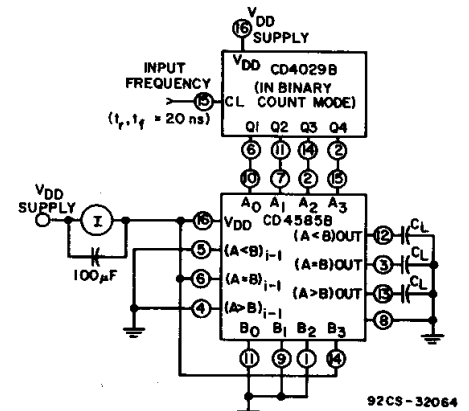 16 VDD
SUPPLY
VDD
CD4029B
(IN BINARY
COUNT MODE)
INPUT
FREQUENCY
15 CL
(tr, tf = 20 ns)
Q1 Q2 Q3 Q4
6 11 14 2
10 7 2 15
A0 A1 A2 A3
CD4585B
VDD
SUPPLY
I
100μF
16 VDD
5 (A<B)i-1
6 (A=B)i-1
4 (A>B)i-1
(A<B)OUT 12 CL
(A=B)OUT 3 CL
(A>B)OUT 13 CL
8
B0 B1 B2 B3
11 9 1 14
92CS-32064